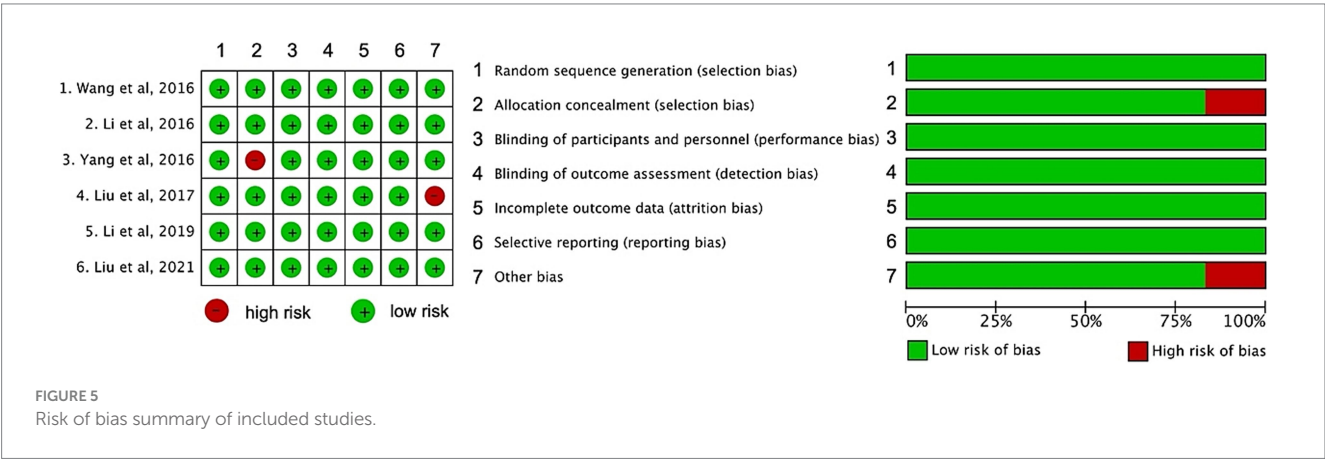 1 2 3 4 5 6 7
1. Wang et al, 2016 + + + + + + +
2. Li et al, 2016 + + + + + + +
3. Yang et al, 2016 + - + + + + +
4. Liu et al, 2017 + + + + + + -
5. Li et al, 2019 + + + + + + +
6. Liu et al, 2021 + + + + + + +
- high risk + low risk
1 Random sequence generation (selection bias)
2 Allocation concealment (selection bias)
3 Blinding of participants and personnel (performance bias)
4 Blinding of outcome assessment (detection bias)
5 Incomplete outcome data (attrition bias)
6 Selective reporting (reporting bias)
7 Other bias
1
2
3
4
5
6
7
0% 25% 50% 75% 100%
Low risk of bias High risk of bias
FIGURE 5
Risk of bias summary of included studies.